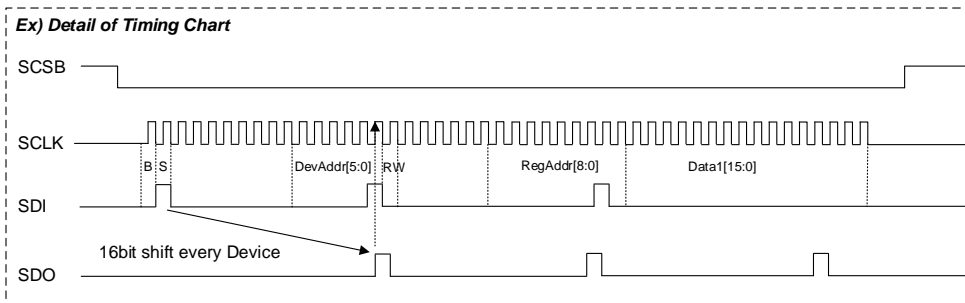 Ex) Detail of Timing Chart
SCSB
SCLK
B S DevAddr[5:0] RW RegAddr[8:0] Data1[15:0]
SDI
16bit shift every Device
SDO